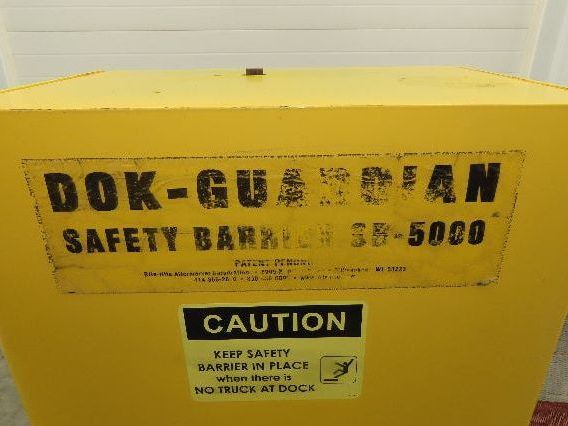 DOK-GUARDIAN
SAFETY BARRIER SB-5000
PATENT PENDING
CAUTION
KEEP SAFETY
BARRIER IN PLACE
when there is
NO TRUCK AT DOCK